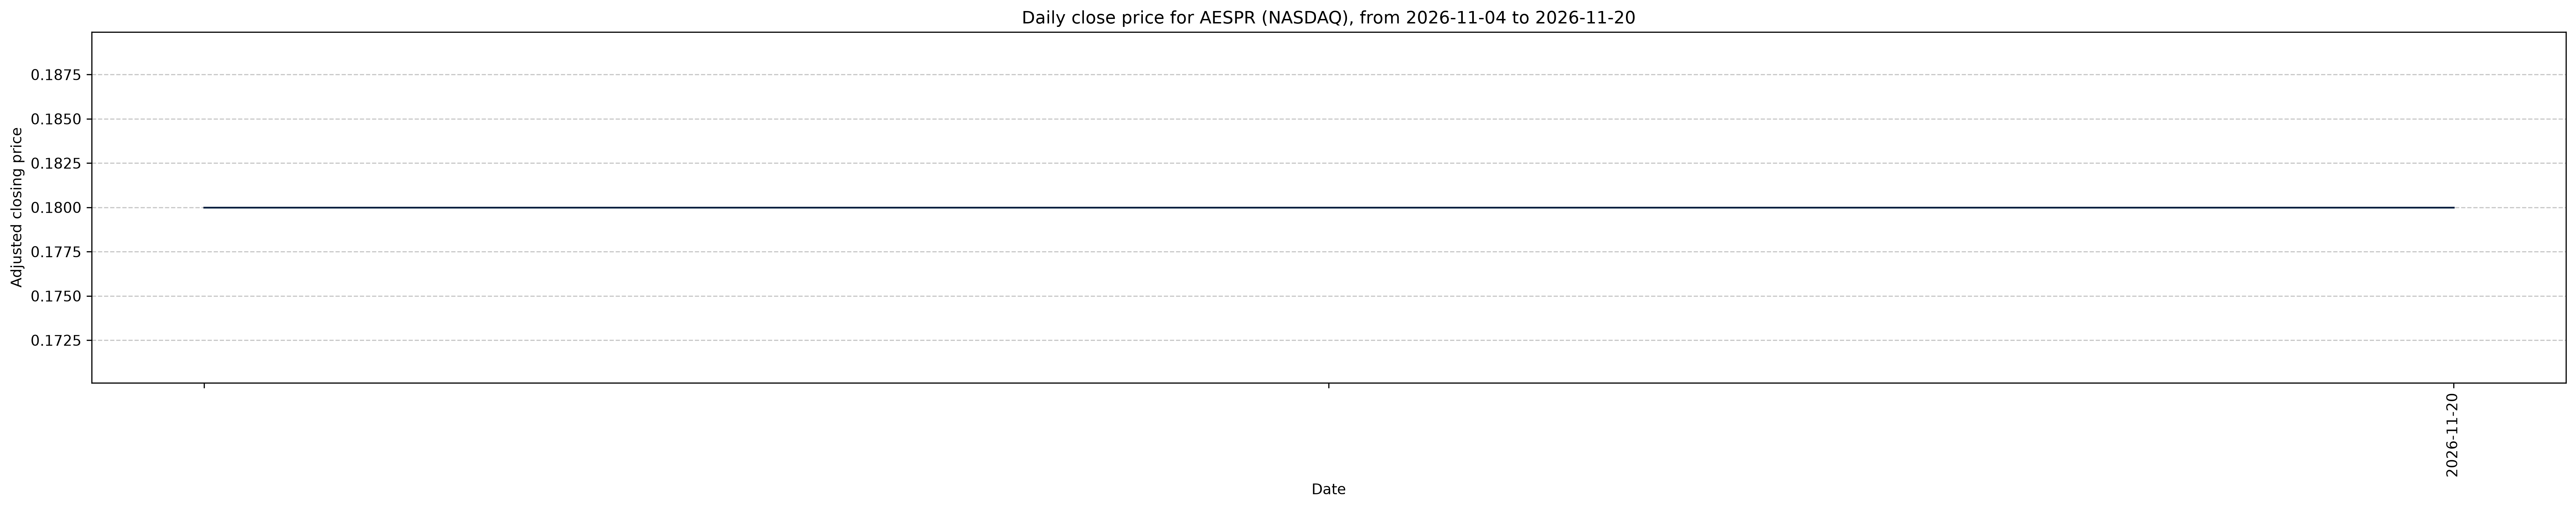 Daily close price for AESPR (NASDAQ), from 2026-11-04 to 2026-11-20
Adjusted closing price
0.1875
0.1850
0.1825
0.1800
0.1775
0.1750
0.1725
2026-11-20
Date